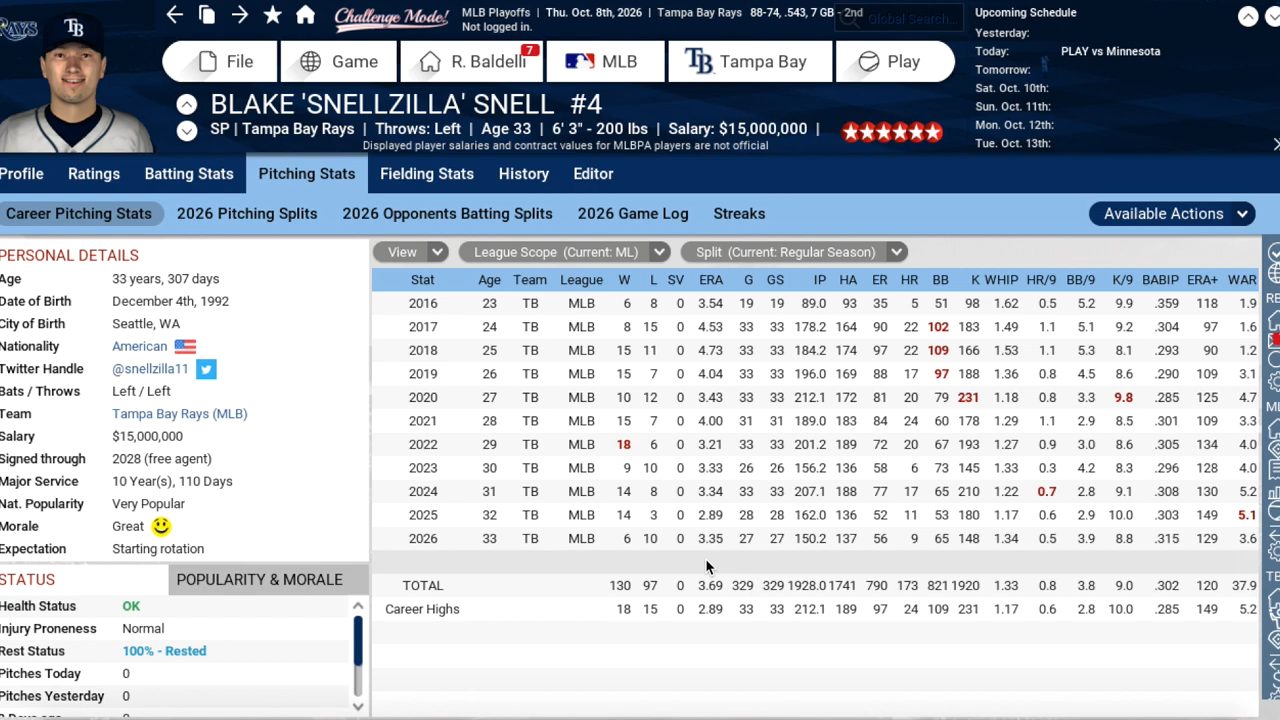 MLB Playoffs | Thu. Oct. 8th, 2026 | Tampa Bay Rays 88-74, .543, 7 GB - 2nd
Not logged in.
Challenge Mode!
Global Search...
Upcoming Schedule
Yesterday:
Today: PLAY vs Minnesota
Tomorrow:
Sat. Oct. 10th:
Sun. Oct. 11th:
Mon. Oct. 12th:
Tue. Oct. 13th:
RAYS
TB
File
Game
R. Baldelli
7
MLB
Tampa Bay
Play
BLAKE 'SNELLZILLA' SNELL #4
SP | Tampa Bay Rays | Throws: Left | Age 33 | 6' 3" - 200 lbs | Salary: $15,000,000 |
Displayed player salaries and contract values for MLBPA players are not official
Profile Ratings Batting Stats Pitching Stats Fielding Stats History Editor
Career Pitching Stats 2026 Pitching Splits 2026 Opponents Batting Splits 2026 Game Log Streaks Available Actions
PERSONAL DETAILS
Age 33 years, 307 days
Date of Birth December 4th, 1992
City of Birth Seattle, WA
Nationality American
Twitter Handle @snellzilla11
Bats / Throws Left / Left
Team Tampa Bay Rays (MLB)
Salary $15,000,000
Signed through 2028 (free agent)
Major Service 10 Year(s), 110 Days
Nat. Popularity Very Popular
Morale Great
Expectation Starting rotation
STATUS POPULARITY & MORALE
Health Status OK
Injury Proneness Normal
Rest Status 100% - Rested
Pitches Today 0
Pitches Yesterday 0
View League Scope (Current: ML) Split (Current: Regular Season)
Stat Age Team League W L SV ERA G GS IP HA ER HR BB K WHIP HR/9 BB/9 K/9 BABIP ERA+ WAR
2016 23 TB MLB 6 8 0 3.54 19 19 89.0 93 35 5 51 98 1.62 0.5 5.2 9.9 .359 118 1.9
2017 24 TB MLB 8 15 0 4.53 33 33 178.2 164 90 22 102 183 1.49 1.1 5.1 9.2 .304 97 1.6
2018 25 TB MLB 15 11 0 4.73 33 33 184.2 174 97 22 109 166 1.53 1.1 5.3 8.1 .293 90 1.2
2019 26 TB MLB 15 7 0 4.04 33 33 196.0 169 88 17 97 188 1.36 0.8 4.5 8.6 .290 109 3.1
2020 27 TB MLB 10 12 0 3.43 33 33 212.1 172 81 20 79 231 1.18 0.8 3.3 9.8 .285 125 4.7
2021 28 TB MLB 15 7 0 4.00 31 31 189.0 183 84 24 60 178 1.29 1.1 2.9 8.5 .301 109 3.3
2022 29 TB MLB 18 6 0 3.21 33 33 201.2 189 72 20 67 193 1.27 0.9 3.0 8.6 .305 134 4.0
2023 30 TB MLB 9 10 0 3.33 26 26 156.2 136 58 6 73 145 1.33 0.3 4.2 8.3 .296 128 4.0
2024 31 TB MLB 14 8 0 3.34 33 33 207.1 188 77 17 65 210 1.22 0.7 2.8 9.1 .308 130 5.2
2025 32 TB MLB 14 3 0 2.89 28 28 162.0 136 52 11 53 180 1.17 0.6 2.9 10.0 .303 149 5.1
2026 33 TB MLB 6 10 0 3.35 27 27 150.2 137 56 9 65 148 1.34 0.5 3.9 8.8 .315 129 3.6
TOTAL 130 97 0 3.69 329 329 1928.0 1741 790 173 821 1920 1.33 0.8 3.8 9.0 .302 120 37.9
Career Highs 18 15 0 2.89 33 33 212.1 189 97 24 109 231 1.17 0.6 2.8 10.0 .285 149 5.2